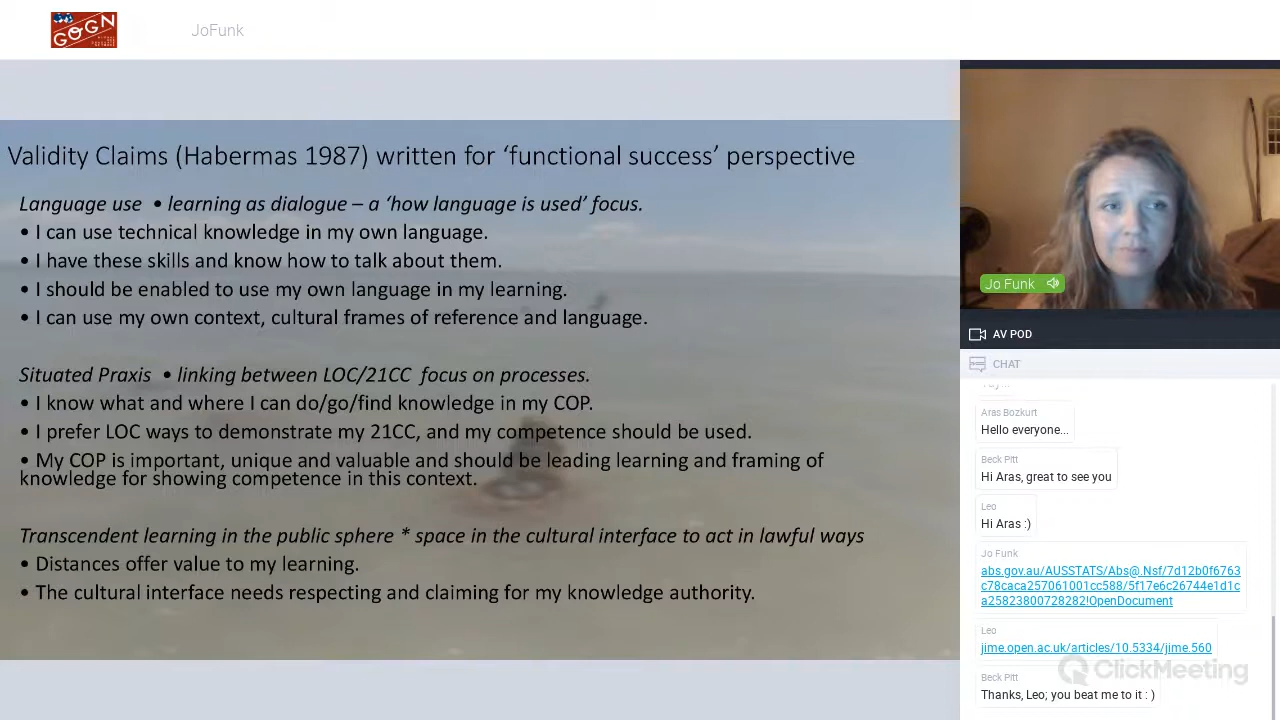 GOGN
JoFunk
Validity Claims (Habermas 1987) written for ‘functional success’ perspective
Language use • learning as dialogue – a ‘how language is used’ focus.
• I can use technical knowledge in my own language.
• I have these skills and know how to talk about them.
• I should be enabled to use my own language in my learning.
• I can use my own context, cultural frames of reference and language.
Situated Praxis • linking between LOC/21CC focus on processes.
• I know what and where I can do/go/find knowledge in my COP.
• I prefer LOC ways to demonstrate my 21CC, and my competence should be used.
• My COP is important, unique and valuable and should be leading learning and framing of
knowledge for showing competence in this context.
Transcendent learning in the public sphere * space in the cultural interface to act in lawful ways
• Distances offer value to my learning.
• The cultural interface needs respecting and claiming for my knowledge authority.
Jo Funk
AV POD
CHAT
Aras Bozkurt
Hello everyone...
Beck Pitt
Hi Aras, great to see you
Leo
Hi Aras :)
Jo Funk
abs.gov.au/AUSSTATS/Abs@.Nsf/7d12b0f6763
c78caca257061001cc588/5f17e6c26744e1d1c
a25823800728282!OpenDocument
Leo
jime.open.ac.uk/articles/10.5334/jime.560
ClickMeeting
Beck Pitt
Thanks, Leo; you beat me to it : )